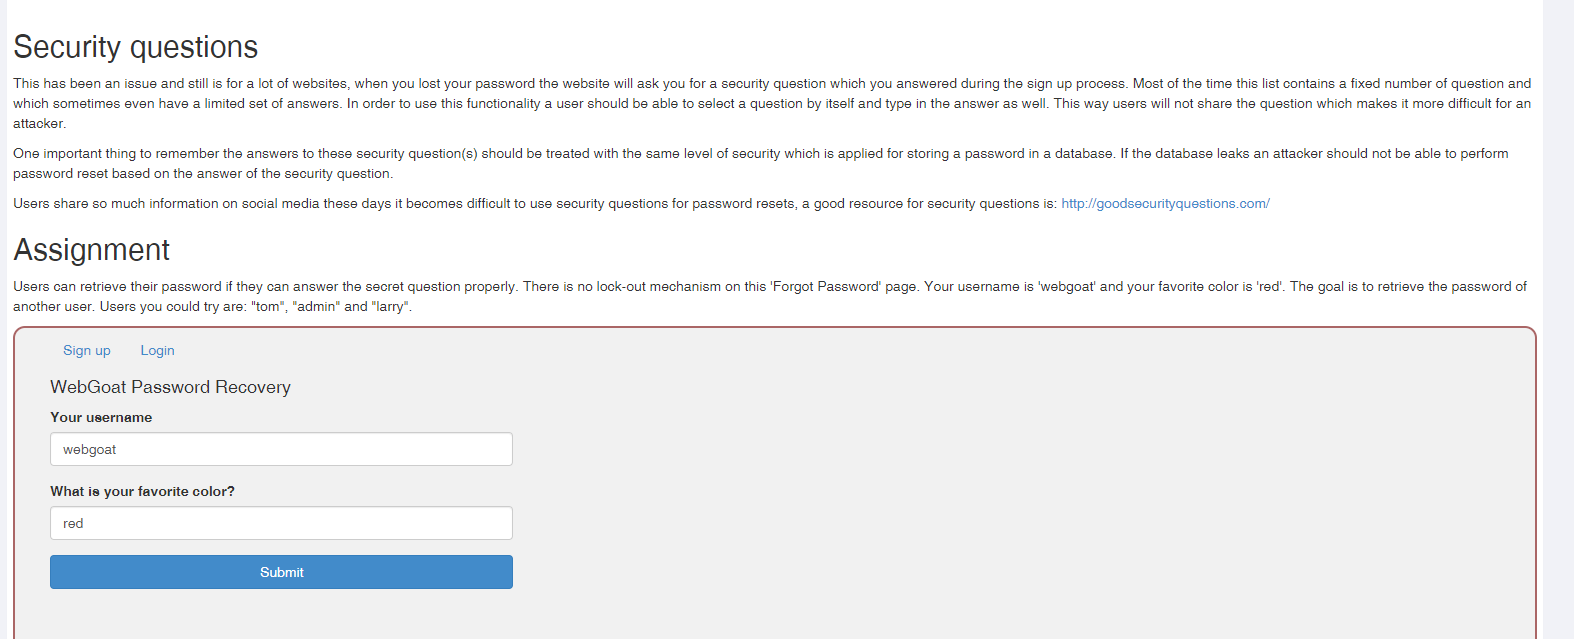 Security questions
This has been an issue and still is for a lot of websites, when you lost your password the website will ask you for a security question which you answered during the sign up process. Most of the time this list contains a fixed number of question and
which sometimes even have a limited set of answers. In order to use this functionality a user should be able to select a question by itself and type in the answer as well. This way users will not share the question which makes it more difficult for an
attacker.
One important thing to remember the answers to these security question(s) should be treated with the same level of security which is applied for storing a password in a database. If the database leaks an attacker should not be able to perform
password reset based on the answer of the security question.
Users share so much information on social media these days it becomes difficult to use security questions for password resets, a good resource for security questions is: http://goodsecurityquestions.com/
Assignment
Users can retrieve their password if they can answer the secret question properly. There is no lock-out mechanism on this 'Forgot Password' page. Your username is 'webgoat' and your favorite color is 'red'. The goal is to retrieve the password of
another user. Users you could try are: "tom", "admin" and "larry".
Sign up Login
WebGoat Password Recovery
Your username
webgoat
What is your favorite color?
red
Submit